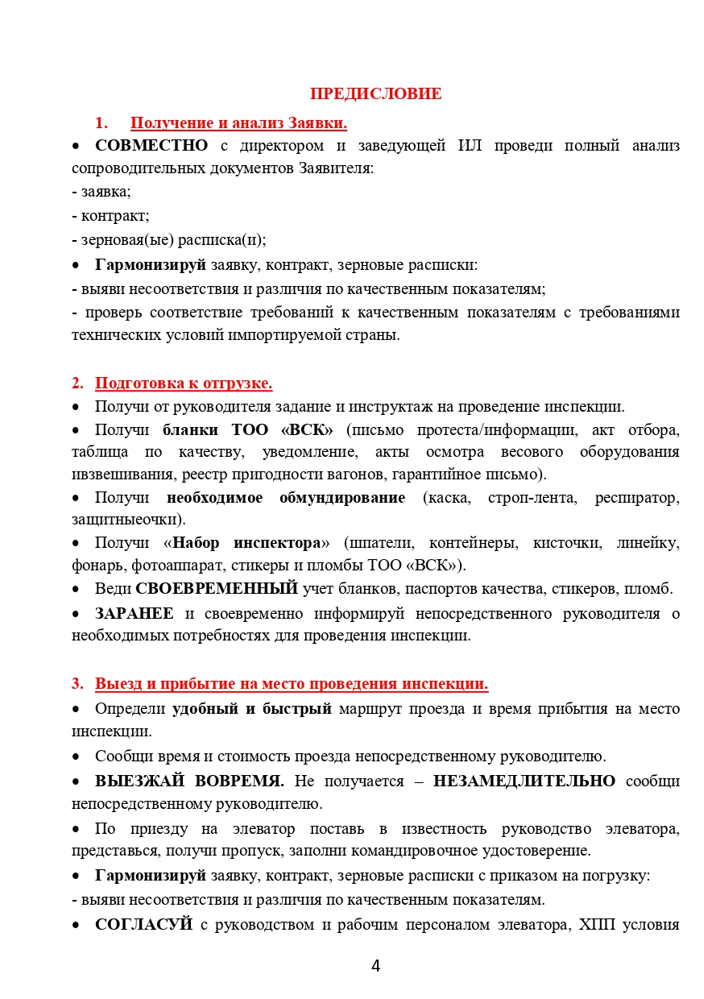 ПРЕДИСЛОВИЕ
1. Получение и анализ Заявки.
• СОВМЕСТНО с директором и заведующей ИЛ проведи полный анализ
сопроводительных документов Заявителя:
- заявка;
- контракт;
- зерновая(ые) расписка(и);
• Гармонизируй заявку, контракт, зерновые расписки:
- выяви несоответствия и различия по качественным показателям;
- проверь соответствие требований к качественным показателям с требованиями
технических условий импортируемой страны.
2. Подготовка к отгрузке.
• Получи от руководителя задание и инструктаж на проведение инспекции.
• Получи бланки ТОО «ВСК» (письмо протеста/информации, акт отбора,
таблица по качеству, уведомление, акты осмотра весового оборудования
ивзвешивания, реестр пригодности вагонов, гарантийное письмо).
• Получи необходимое обмундирование (каска, строп-лента, респиратор,
защитныеочки).
• Получи «Набор инспектора» (шпатели, контейнеры, кисточки, линейку,
фонарь, фотоаппарат, стикеры и пломбы ТОО «ВСК»).
• Веди СВОЕВРЕМЕННЫЙ учет бланков, паспортов качества, стикеров, пломб.
• ЗАРАНЕЕ и своевременно информируй непосредственного руководителя о
необходимых потребностях для проведения инспекции.
3. Выезд и прибытие на место проведения инспекции.
• Определи удобный и быстрый маршрут проезда и время прибытия на место
инспекции.
• Сообщи время и стоимость проезда непосредственному руководителю.
• ВЫЕЗЖАЙ ВОВРЕМЯ. Не получается – НЕЗАМЕДЛИТЕЛЬНО сообщи
непосредственному руководителю.
• По приезду на элеватор поставь в известность руководство элеватора,
представься, получи пропуск, заполни командировочное удостоверение.
• Гармонизируй заявку, контракт, зерновые расписки с приказом на погрузку:
- выяви несоответствия и различия по качественным показателям.
• СОГЛАСУЙ с руководством и рабочим персоналом элеватора, ХПП условия
4